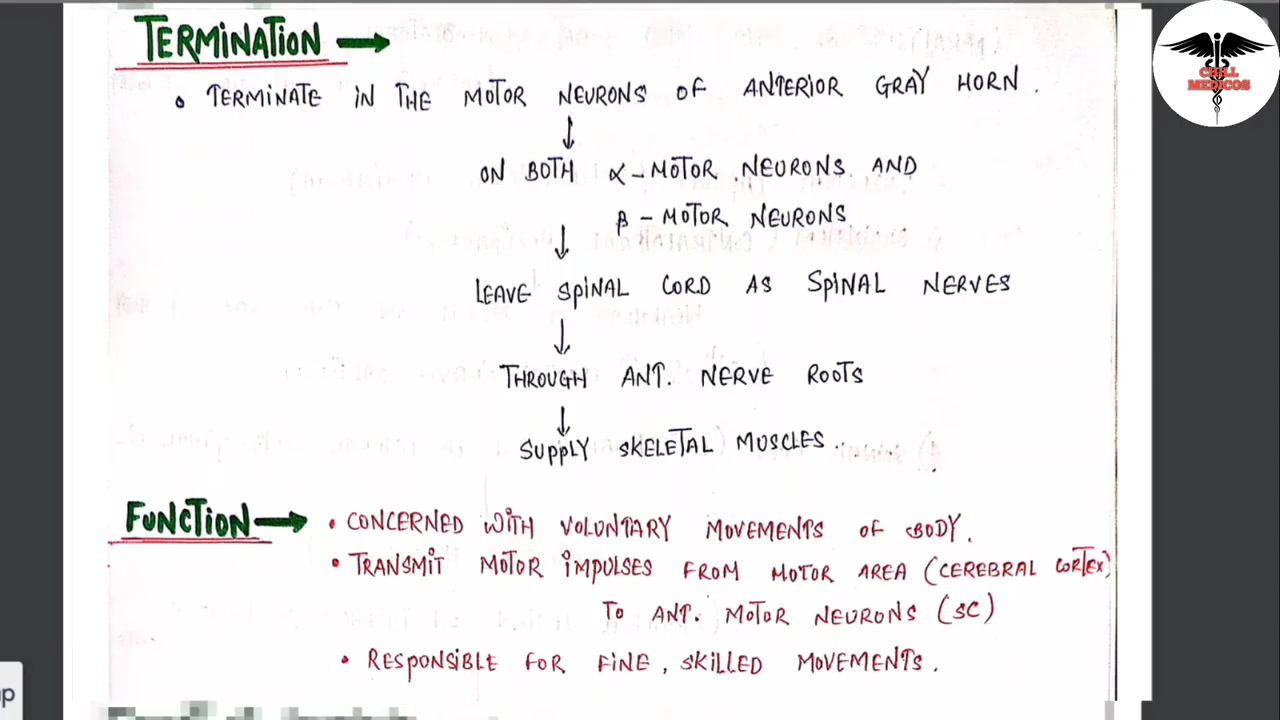 TERMINATION →
• TERMINATE IN THE MOTOR NEURONS OF ANTERIOR GRAY HORN.
↓
ON BOTH α-MOTOR NEURONS AND
β-MOTOR NEURONS
↓
LEAVE SPINAL CORD AS SPINAL NERVES
↓
THROUGH ANT. NERVE ROOTS
↓
SUPPLY SKELETAL MUSCLES.
FUNCTION → • CONCERNED WITH VOLUNTARY MOVEMENTS OF BODY.
• TRANSMIT MOTOR IMPULSES FROM MOTOR AREA (CEREBRAL CORTEX)
TO ANT. MOTOR NEURONS (SC)
• RESPONSIBLE FOR FINE, SKILLED MOVEMENTS.
CHILL
MEDICOS